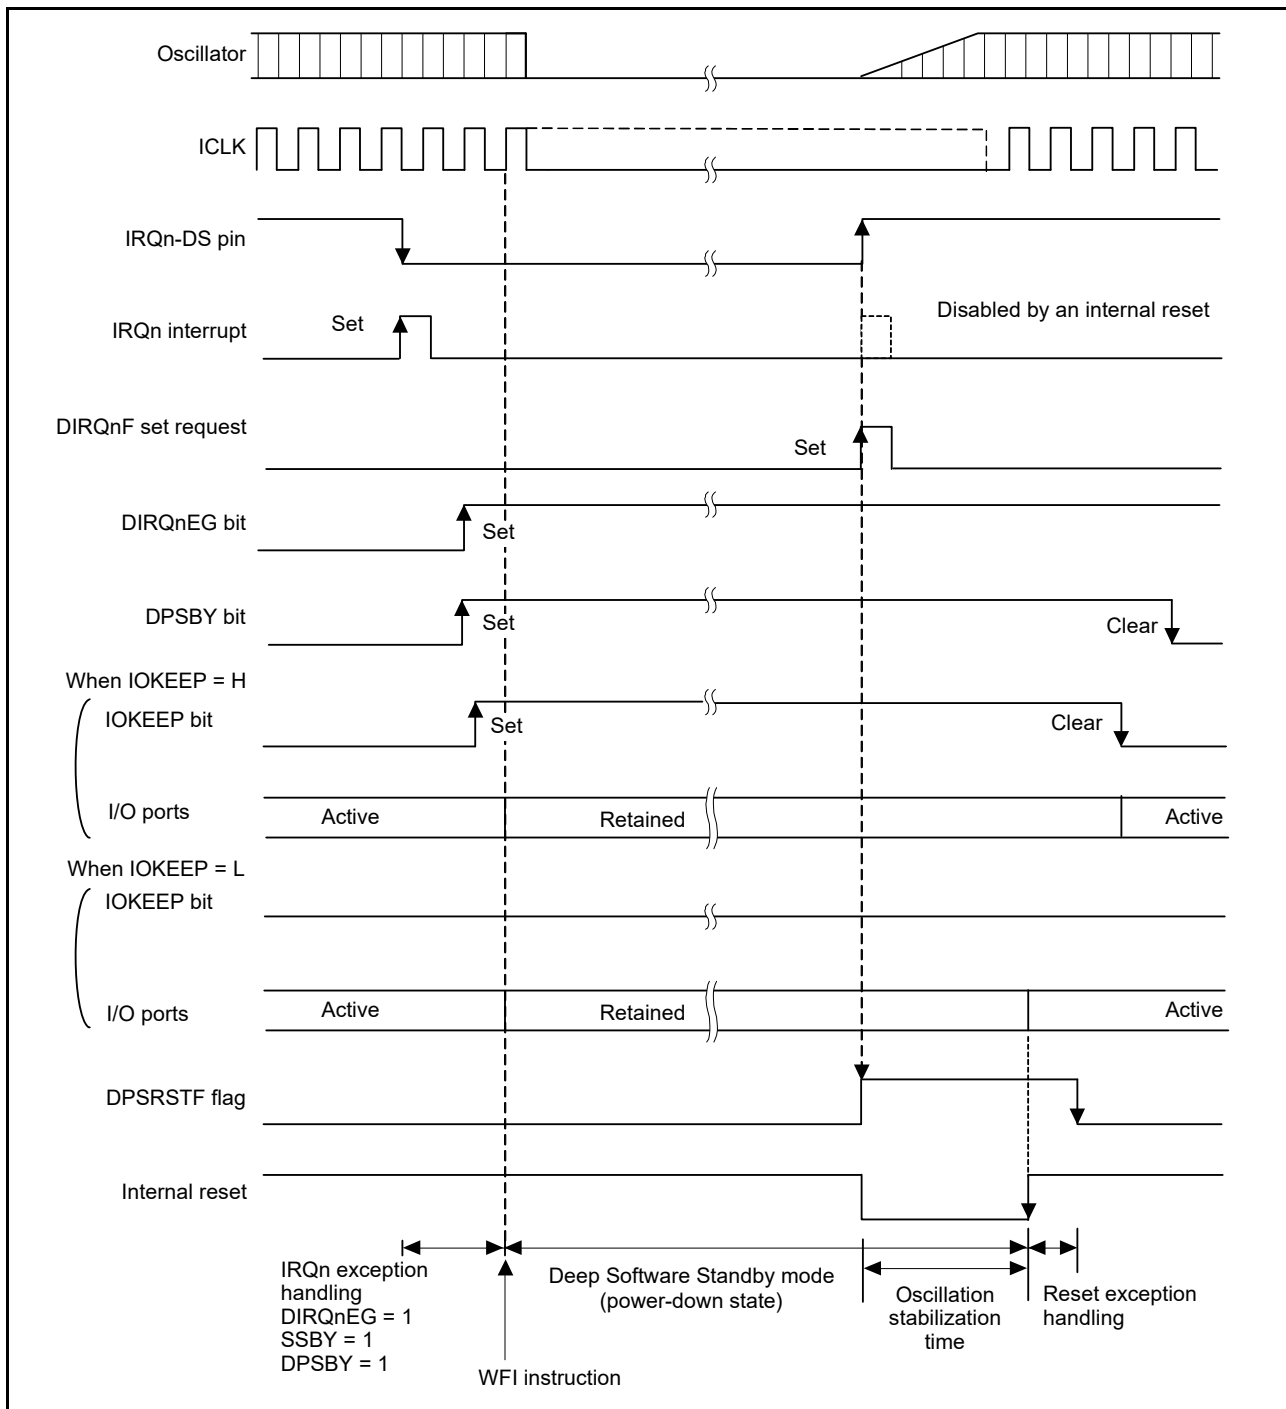 Oscillator
ICLK
IRQn-DS pin
IRQn interrupt
Set
Disabled by an internal reset
DIRQnF set request
Set
DIRQnEG bit
Set
DPSBY bit
Set
Clear
When IOKEEP = H
IOKEEP bit
Set
Clear
I/O ports
Active
Retained
Active
When IOKEEP = L
IOKEEP bit
I/O ports
Active
Retained
Active
DPSRSTF flag
Internal reset
IRQn exception
handling
DIRQnEG = 1
SSBY = 1
DPSBY = 1
WFI instruction
Deep Software Standby mode
(power-down state)
Oscillation
stabilization
time
Reset exception
handling